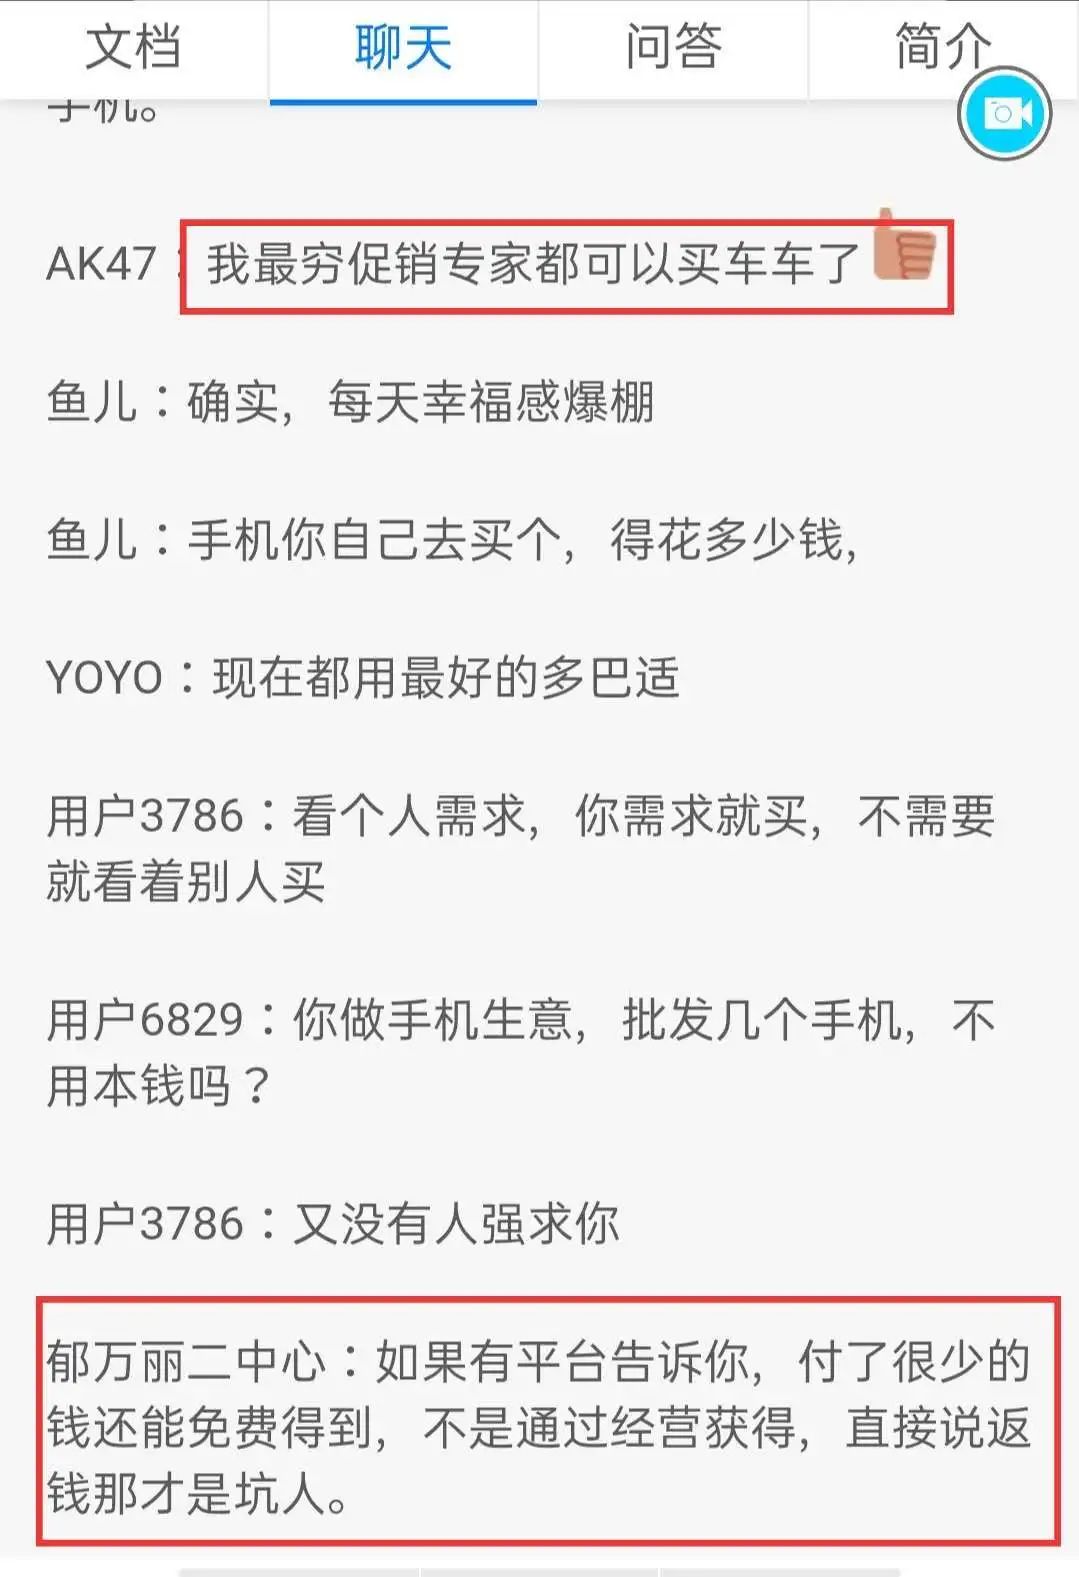 文档
聊天
问答
简介
手机。
AK47：我最穷促销专家都可以买车车了
鱼儿：确实，每天幸福感爆棚
鱼儿：手机你自己去买个，得花多少钱，
YOYO：现在都用最好的多巴适
用户3786：看个人需求，你需求就买，不需要
就看着别人买
用户6829：你做手机生意，批发几个手机，不
用本钱吗？
用户3786：又没有人强求你
郁万丽二中心：如果有平台告诉你，付了很少的
钱还能免费得到，不是通过经营获得，直接说返
钱那才是坑人。